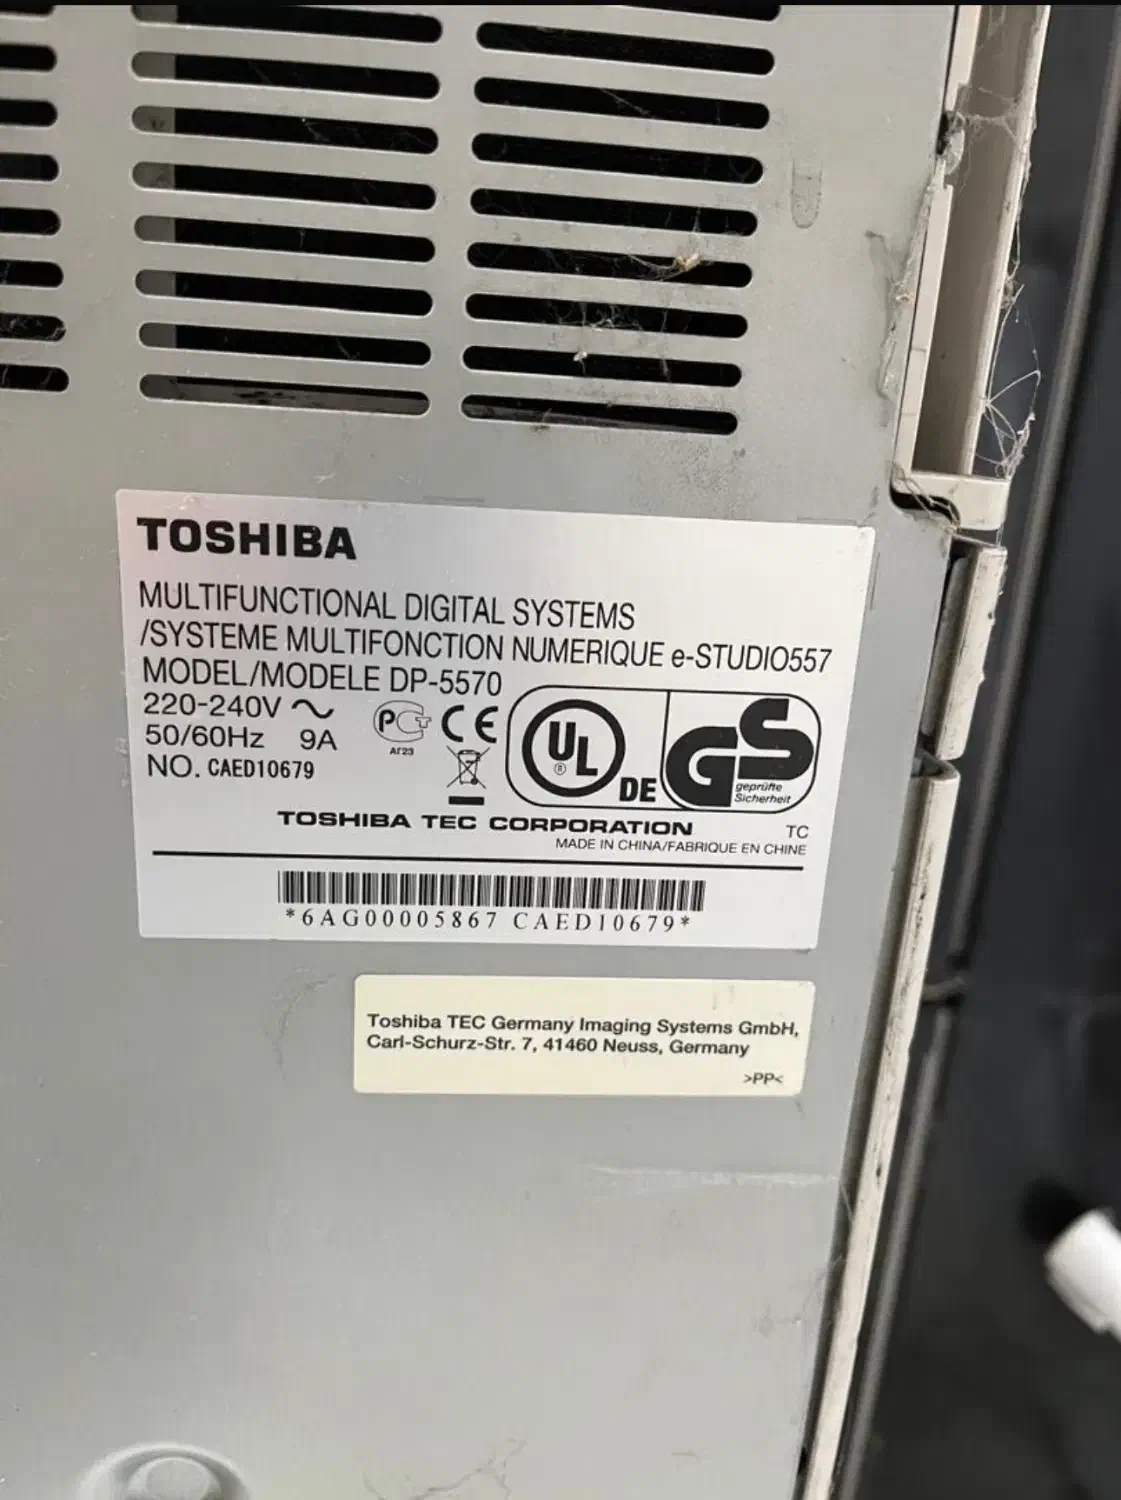 TOSHIBA
MULTIFUNCTIONAL DIGITAL SYSTEMS
/SYSTEME MULTIFONCTION NUMERIQUE e-STUDIO557
MODEL/MODELE DP-5570
220-240V ~
50/60Hz 9A
NO. CAED10679
PCT
АГ23
CE
UL
®
DE
GS
geprüfte
Sicherheit
TOSHIBA TEC CORPORATION
TC
MADE IN CHINA/FABRIQUE EN CHINE
*6AG00005867 CAED10679*
Toshiba TEC Germany Imaging Systems GmbH,
Carl-Schurz-Str. 7, 41460 Neuss, Germany
>PP<